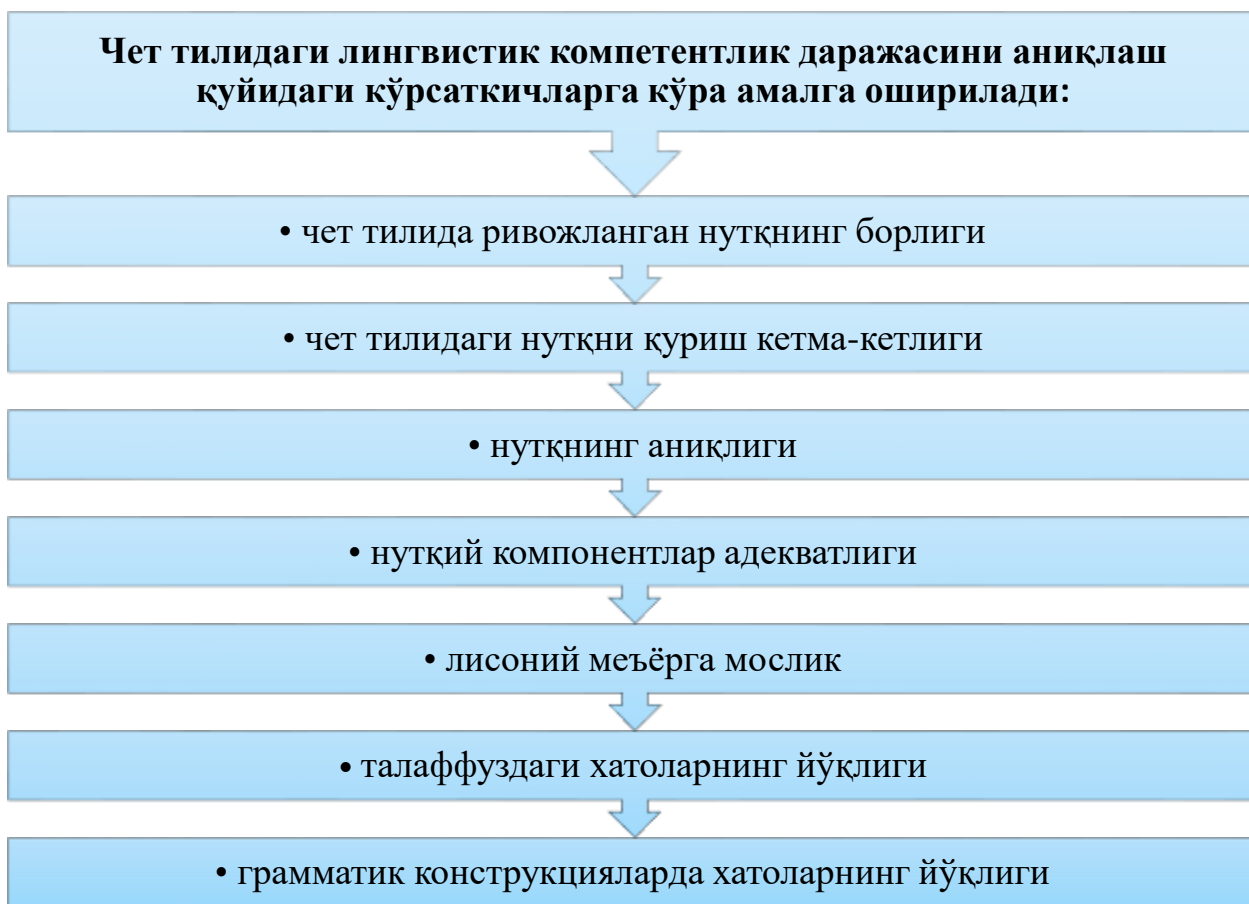 Чет тилидаги лингвистик компетентлик даражасини аниқлаш
қуйидаги кўрсаткичларга кўра амалга оширилади:
• чет тилида ривожланган нутқнинг борлиги
• чет тилидаги нутқни қуриш кетма-кетлиги
• нутқнинг аниқлиги
• нутқий компонентлар адекватлиги
• лисоний меъёрга мослик
• талаффуздаги хатоларнинг йўқлиги
• грамматик конструкцияларда хатоларнинг йўқлиги